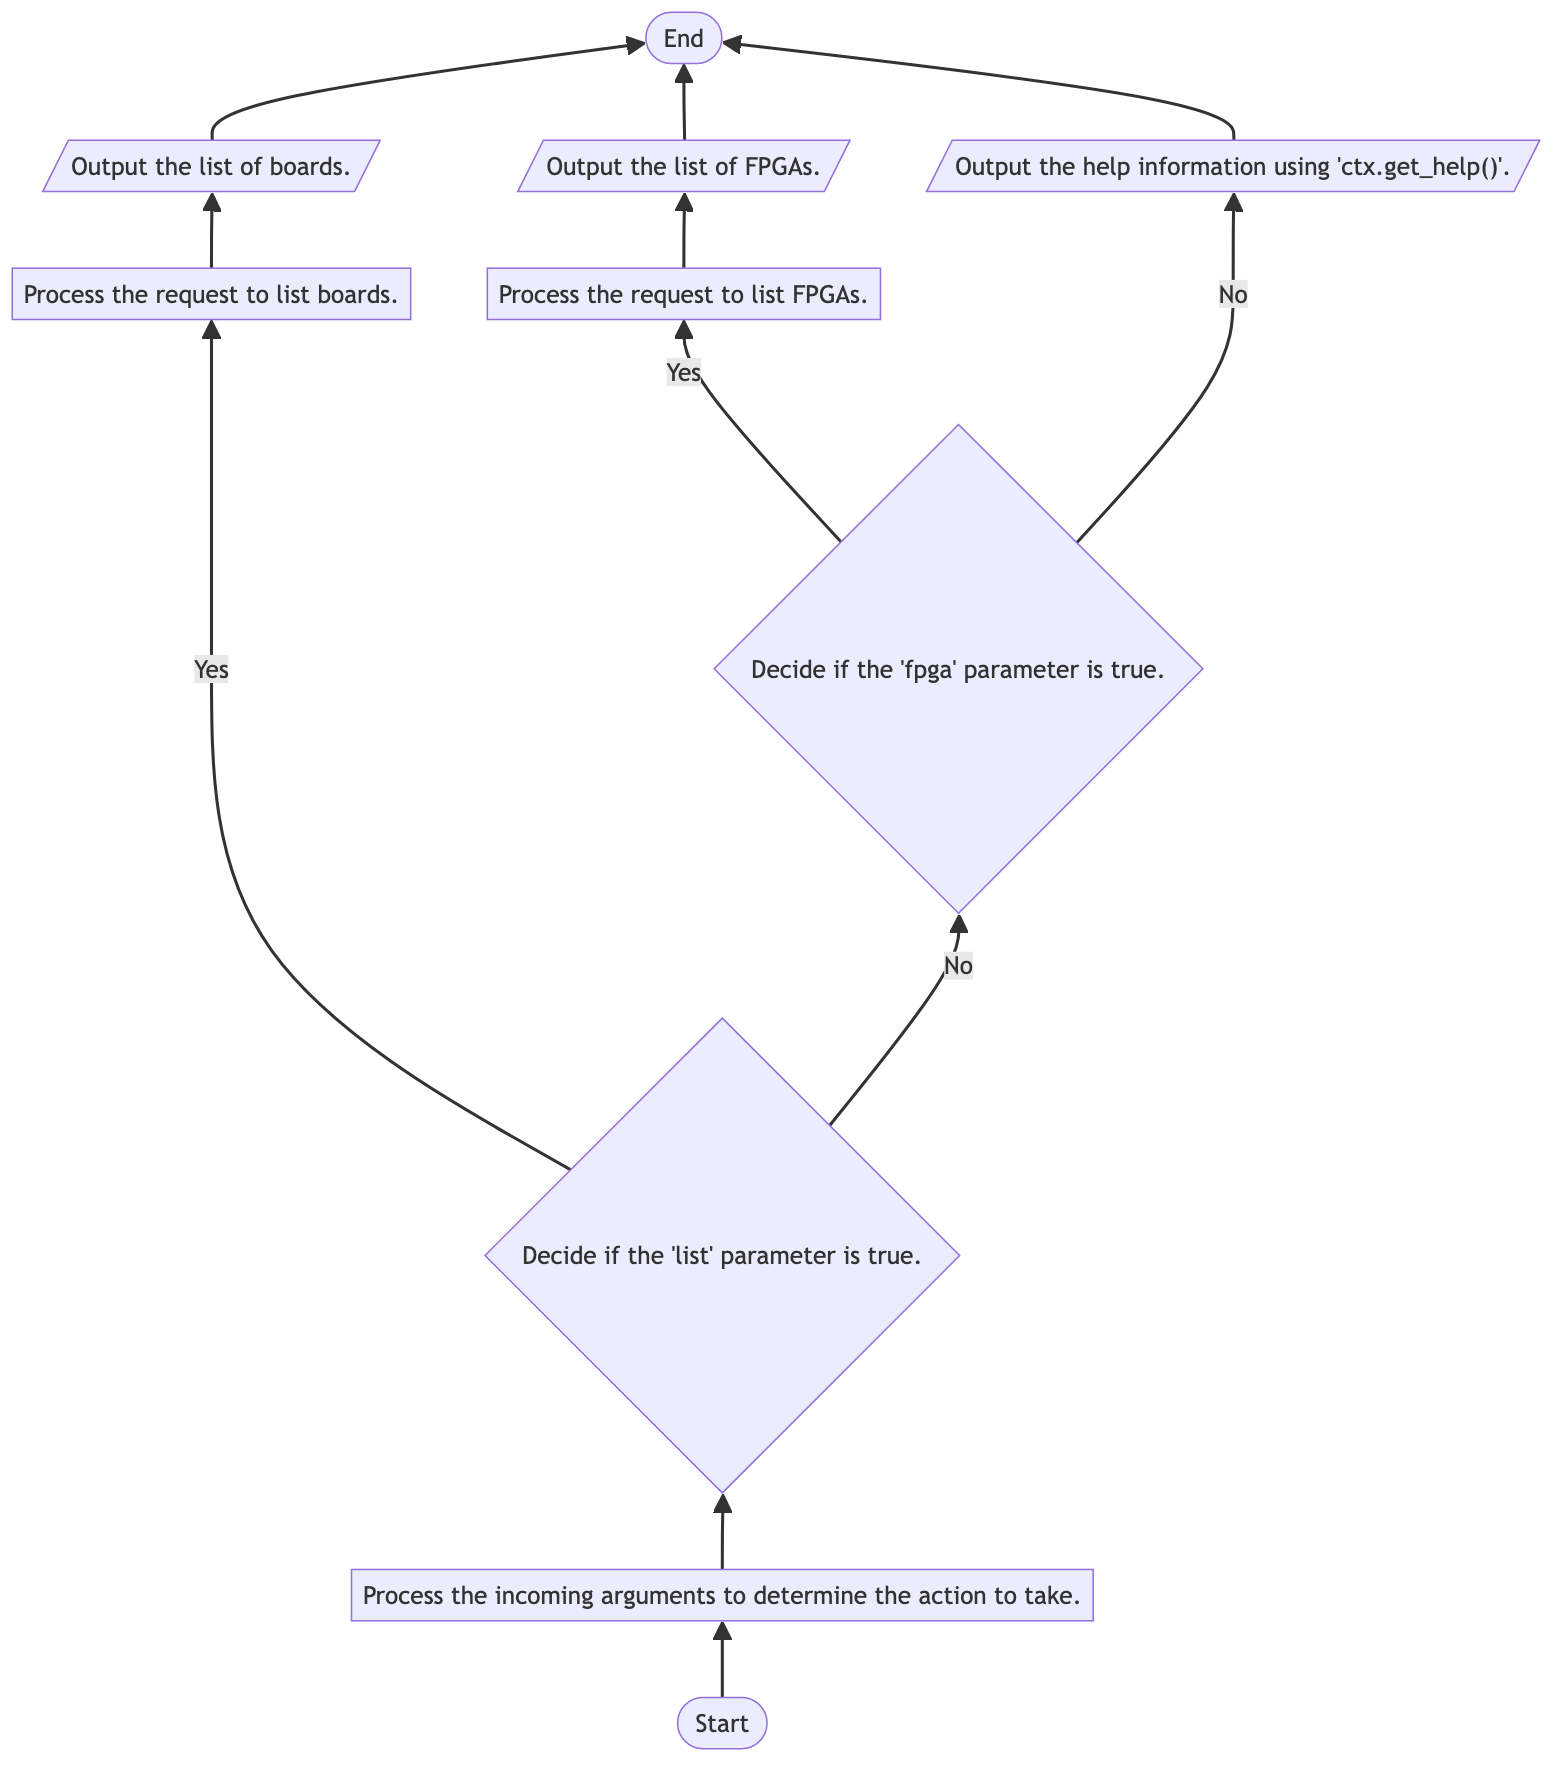 End
Output the list of boards.
Output the list of FPGAs.
Output the help information using 'ctx.get_help()'.
Process the request to list boards.
Process the request to list FPGAs.
No
Yes
Yes
Decide if the 'fpga' parameter is true.
No
Decide if the 'list' parameter is true.
Process the incoming arguments to determine the action to take.
Start